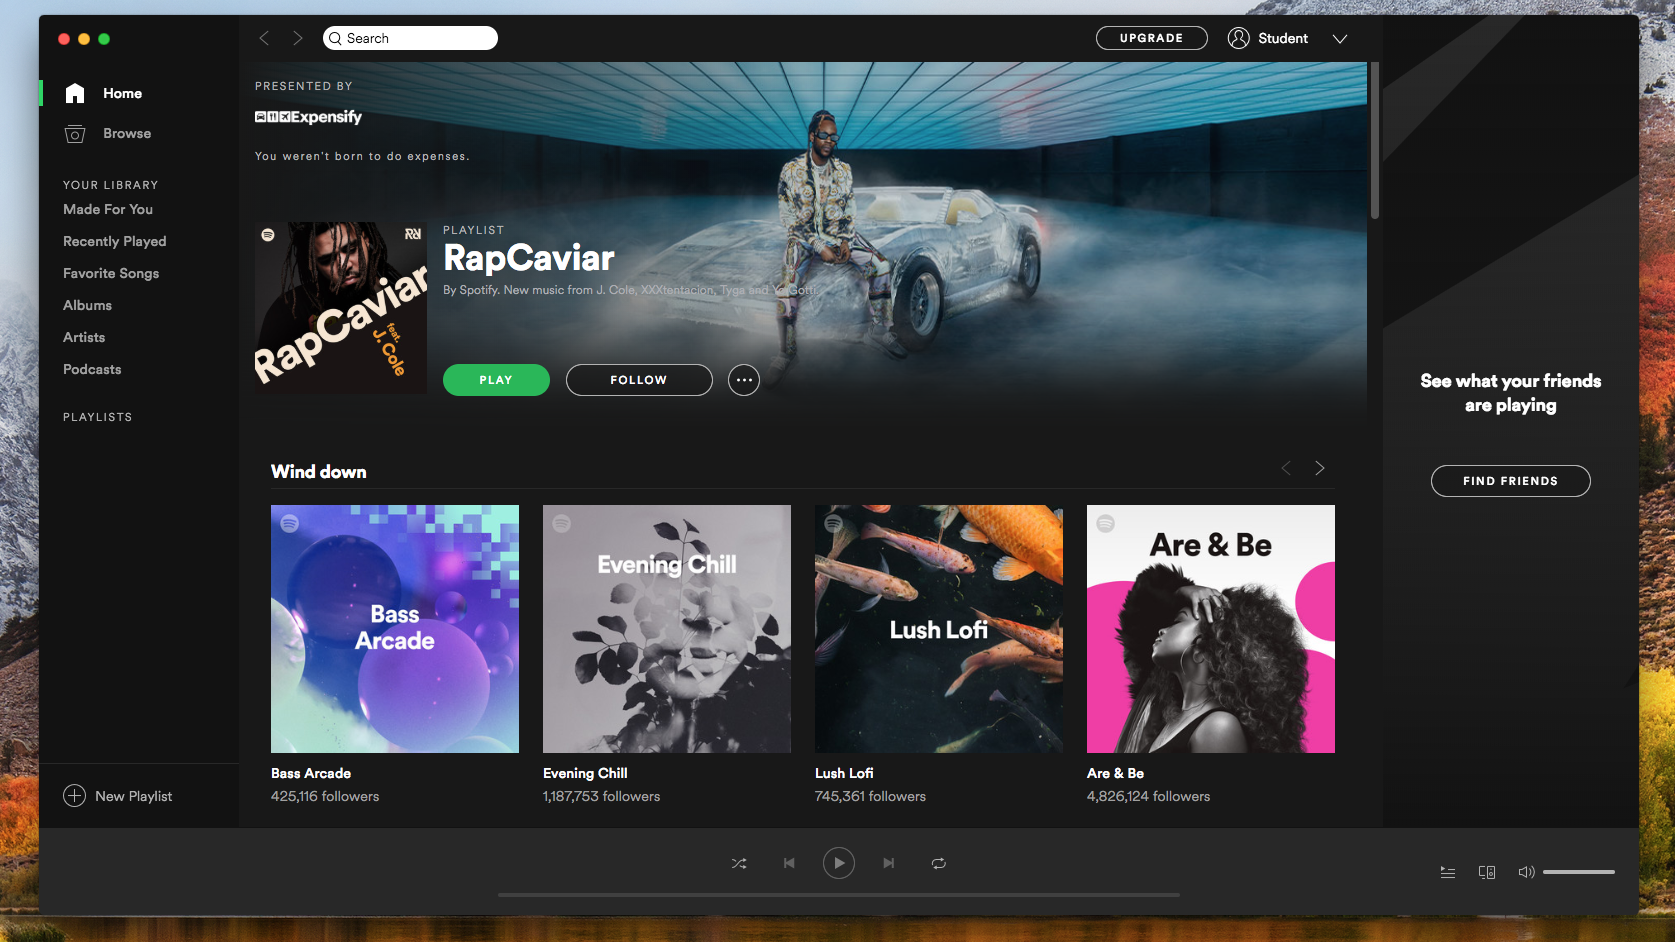 Search
UPGRADE
Student
Home
Browse
YOUR LIBRARY
Made For You
Recently Played
Favorite Songs
Albums
Artists
Podcasts
PLAYLISTS
New Playlist
PRESENTED BY
Expensify
You weren't born to do expenses.
RapCaviar
feat.
J. Cole
PLAYLIST
RapCaviar
By Spotify. New music from J. Cole, XXXtentacion, Tyga and Yo Gotti.
PLAY
FOLLOW
Wind down
Bass
Arcade
Bass Arcade
425,116 followers
Evening Chill
Evening Chill
1,187,753 followers
Lush Lofi
Lush Lofi
745,361 followers
Are & Be
Are & Be
4,826,124 followers
See what your friends
are playing
FIND FRIENDS